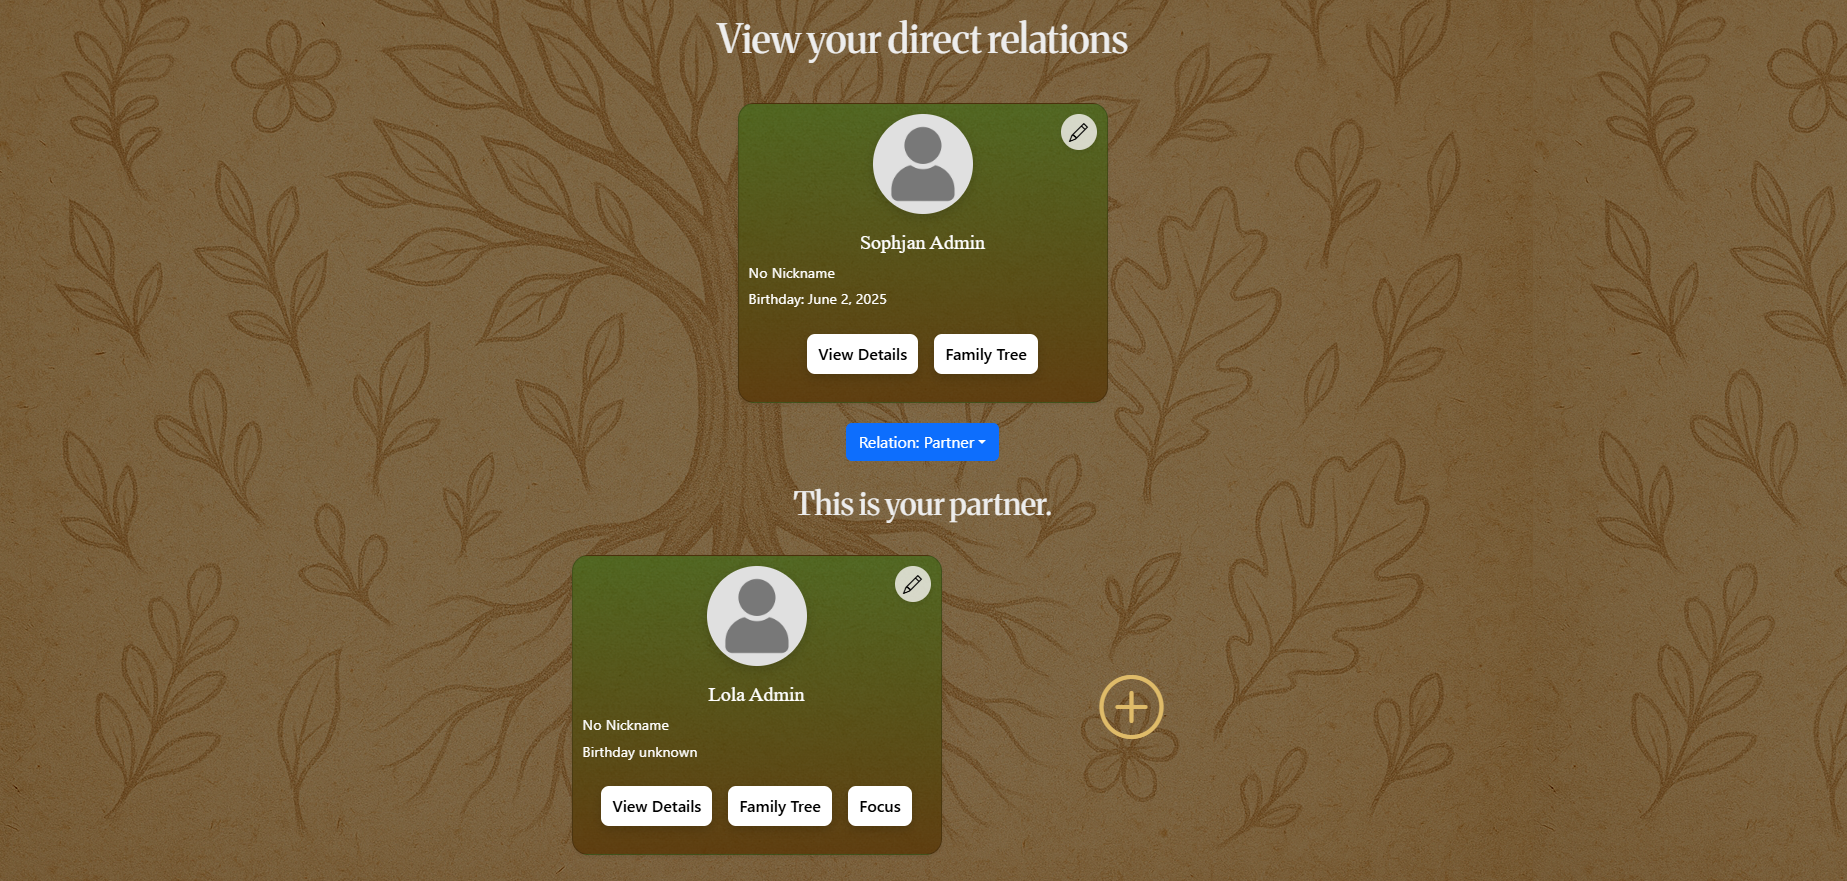 View your direct relations
Sophjan Admin
No Nickname
Birthday: June 2, 2025
View Details
Family Tree
Relation: Partner
This is your partner.
Lola Admin
No Nickname
Birthday unknown
View Details
Family Tree
Focus